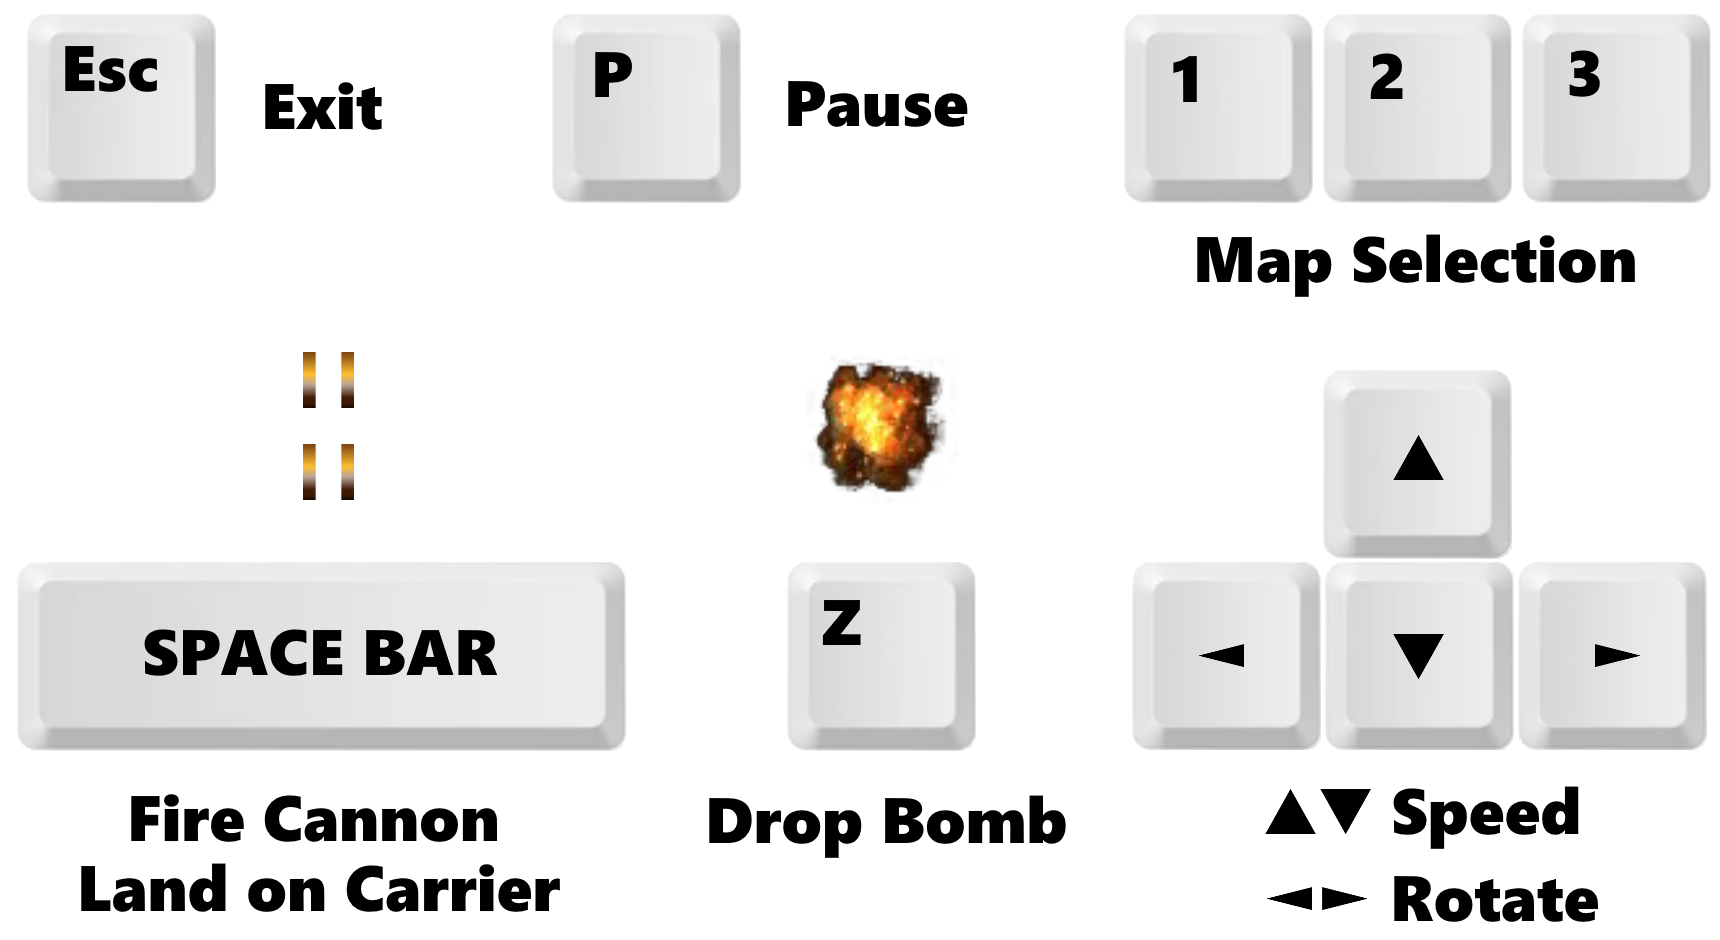 Esc
Exit
P
Pause
1
2
3
Map Selection
SPACE BAR
Z
Fire Cannon
Land on Carrier
Drop Bomb
▲▼ Speed
◄► Rotate